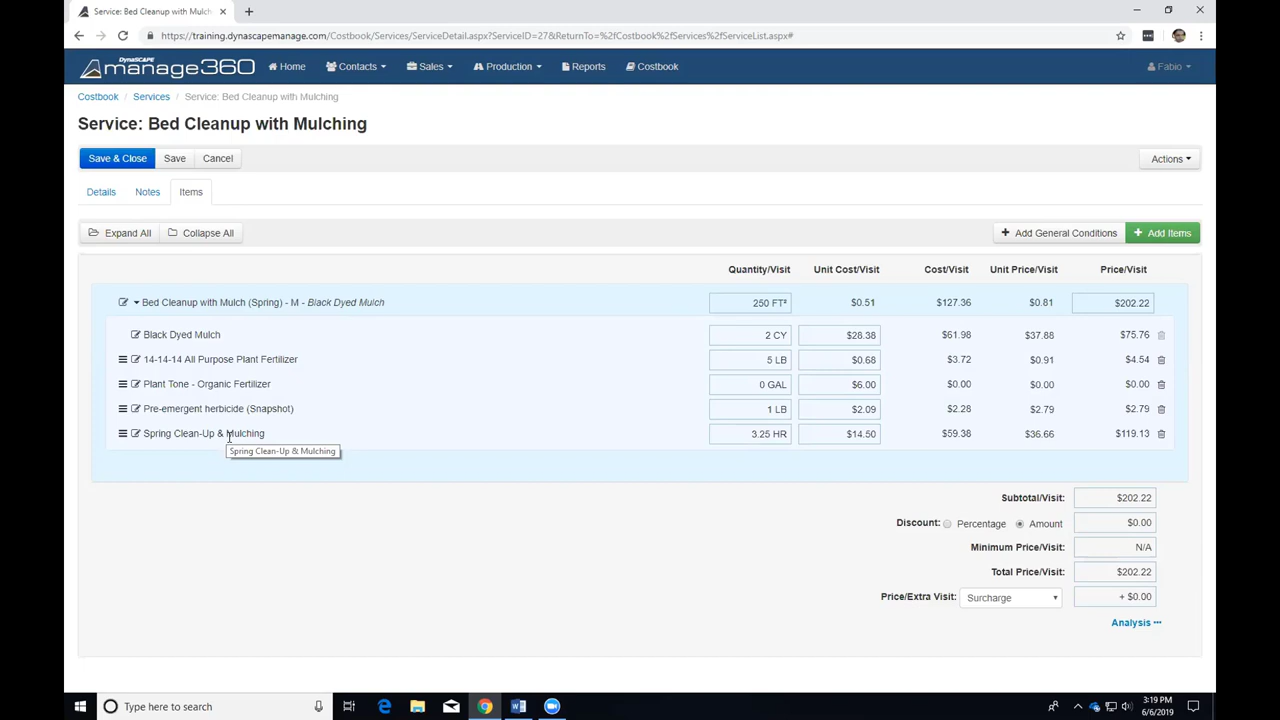 Service: Bed Cleanup with Mulch
https://training.dynascapemanage.com/Costbook/Services/ServiceDetail.aspx?ServiceID=27&ReturnTo=%2fCostbook%2fServices%2fServiceList.aspx#
DynaSCAPE manage360 Home Contacts Sales Production Reports Costbook Fabio
Costbook / Services / Service: Bed Cleanup with Mulching
Service: Bed Cleanup with Mulching
Save & Close Save Cancel Actions
Details Notes Items
Expand All Collapse All + Add General Conditions + Add Items
Quantity/Visit Unit Cost/Visit Cost/Visit Unit Price/Visit Price/Visit
Bed Cleanup with Mulch (Spring) - M - Black Dyed Mulch 250 FT² $0.51 $127.36 $0.81 $202.22
Black Dyed Mulch 2 CY $28.38 $61.98 $37.88 $75.76
14-14-14 All Purpose Plant Fertilizer 5 LB $0.68 $3.72 $0.91 $4.54
Plant Tone - Organic Fertilizer 0 GAL $6.00 $0.00 $0.00 $0.00
Pre-emergent herbicide (Snapshot) 1 LB $2.09 $2.28 $2.79 $2.79
Spring Clean-Up & Mulching 3.25 HR $14.50 $59.38 $36.66 $119.13
Spring Clean-Up & Mulching
Subtotal/Visit: $202.22
Discount: Percentage Amount $0.00
Minimum Price/Visit: N/A
Total Price/Visit: $202.22
Price/Extra Visit: Surcharge + $0.00
Analysis ···
Type here to search
3:19 PM
6/6/2019